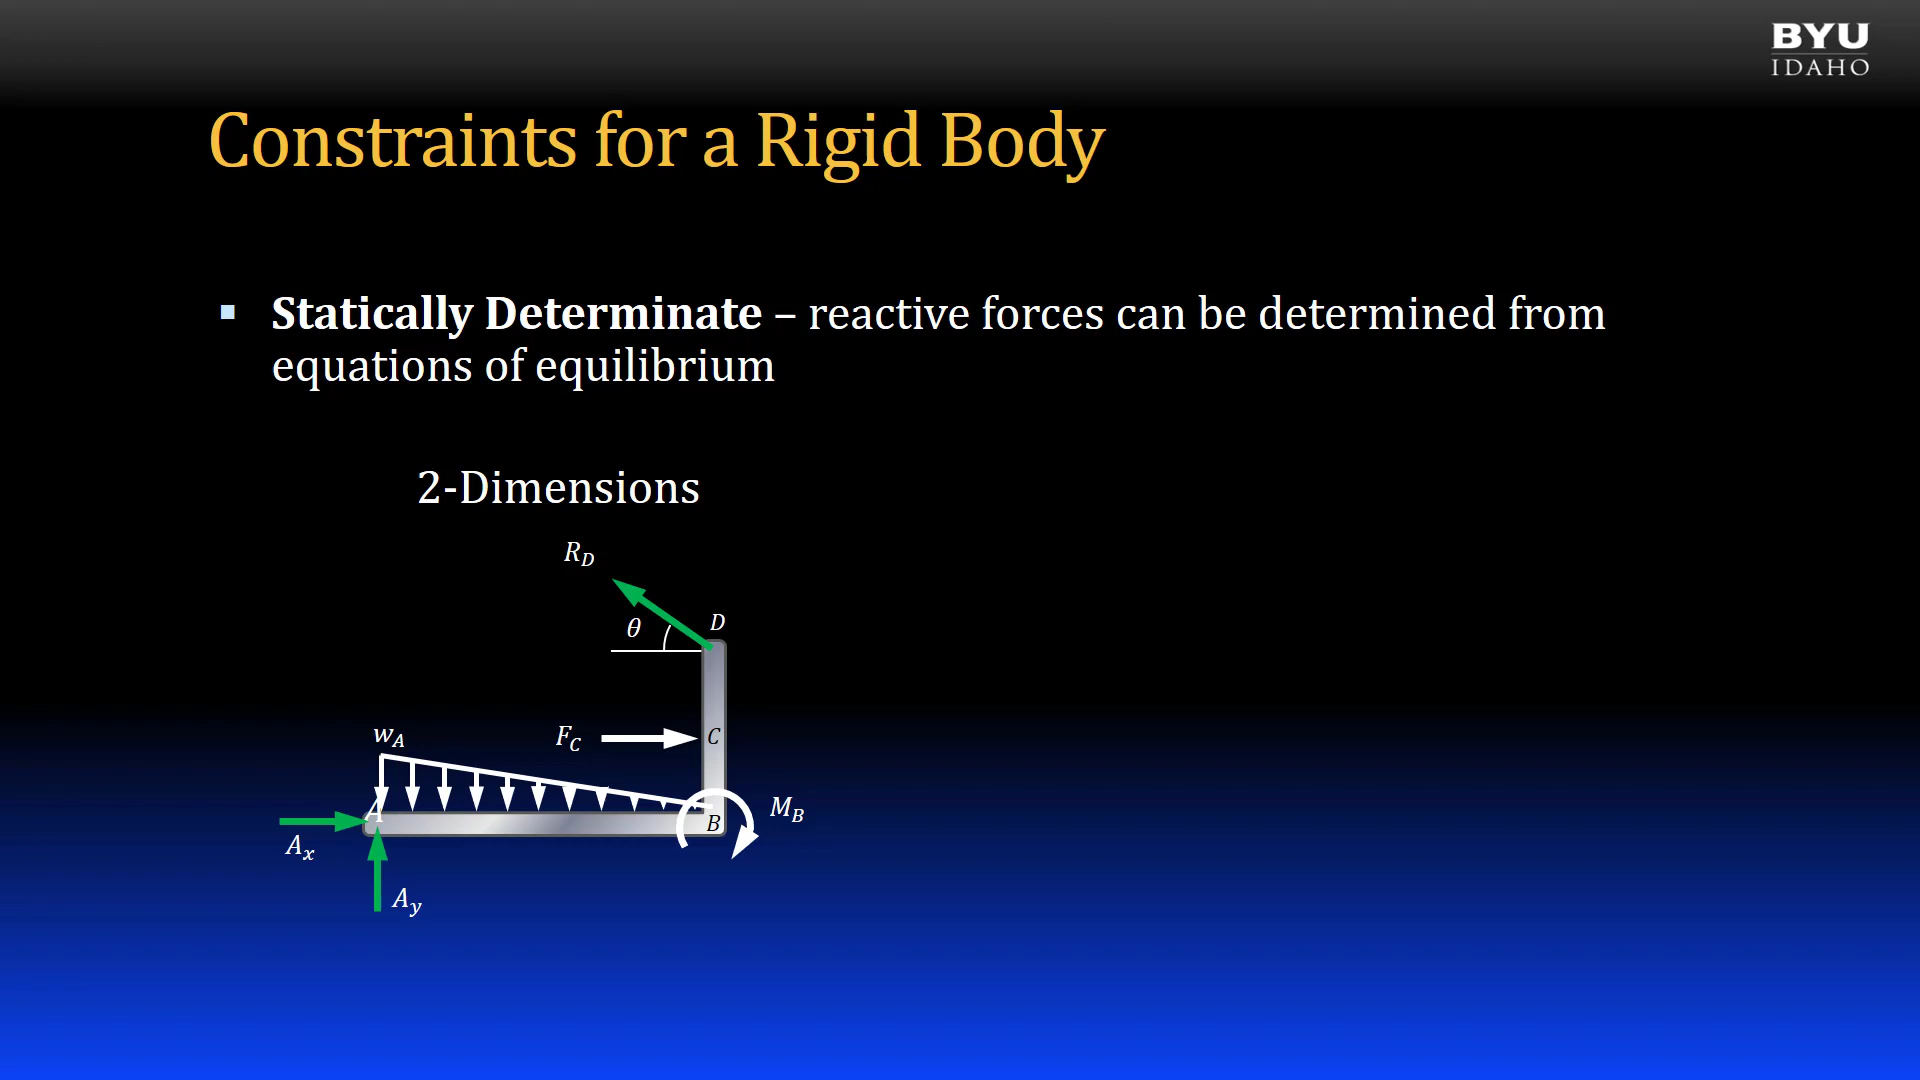 BYU
IDAHO
Constraints for a Rigid Body
▪ Statically Determinate – reactive forces can be determined from
equations of equilibrium
2-Dimensions
R_D
D
θ
w_A
F_C
C
A
M_B
B
A_x
A_y